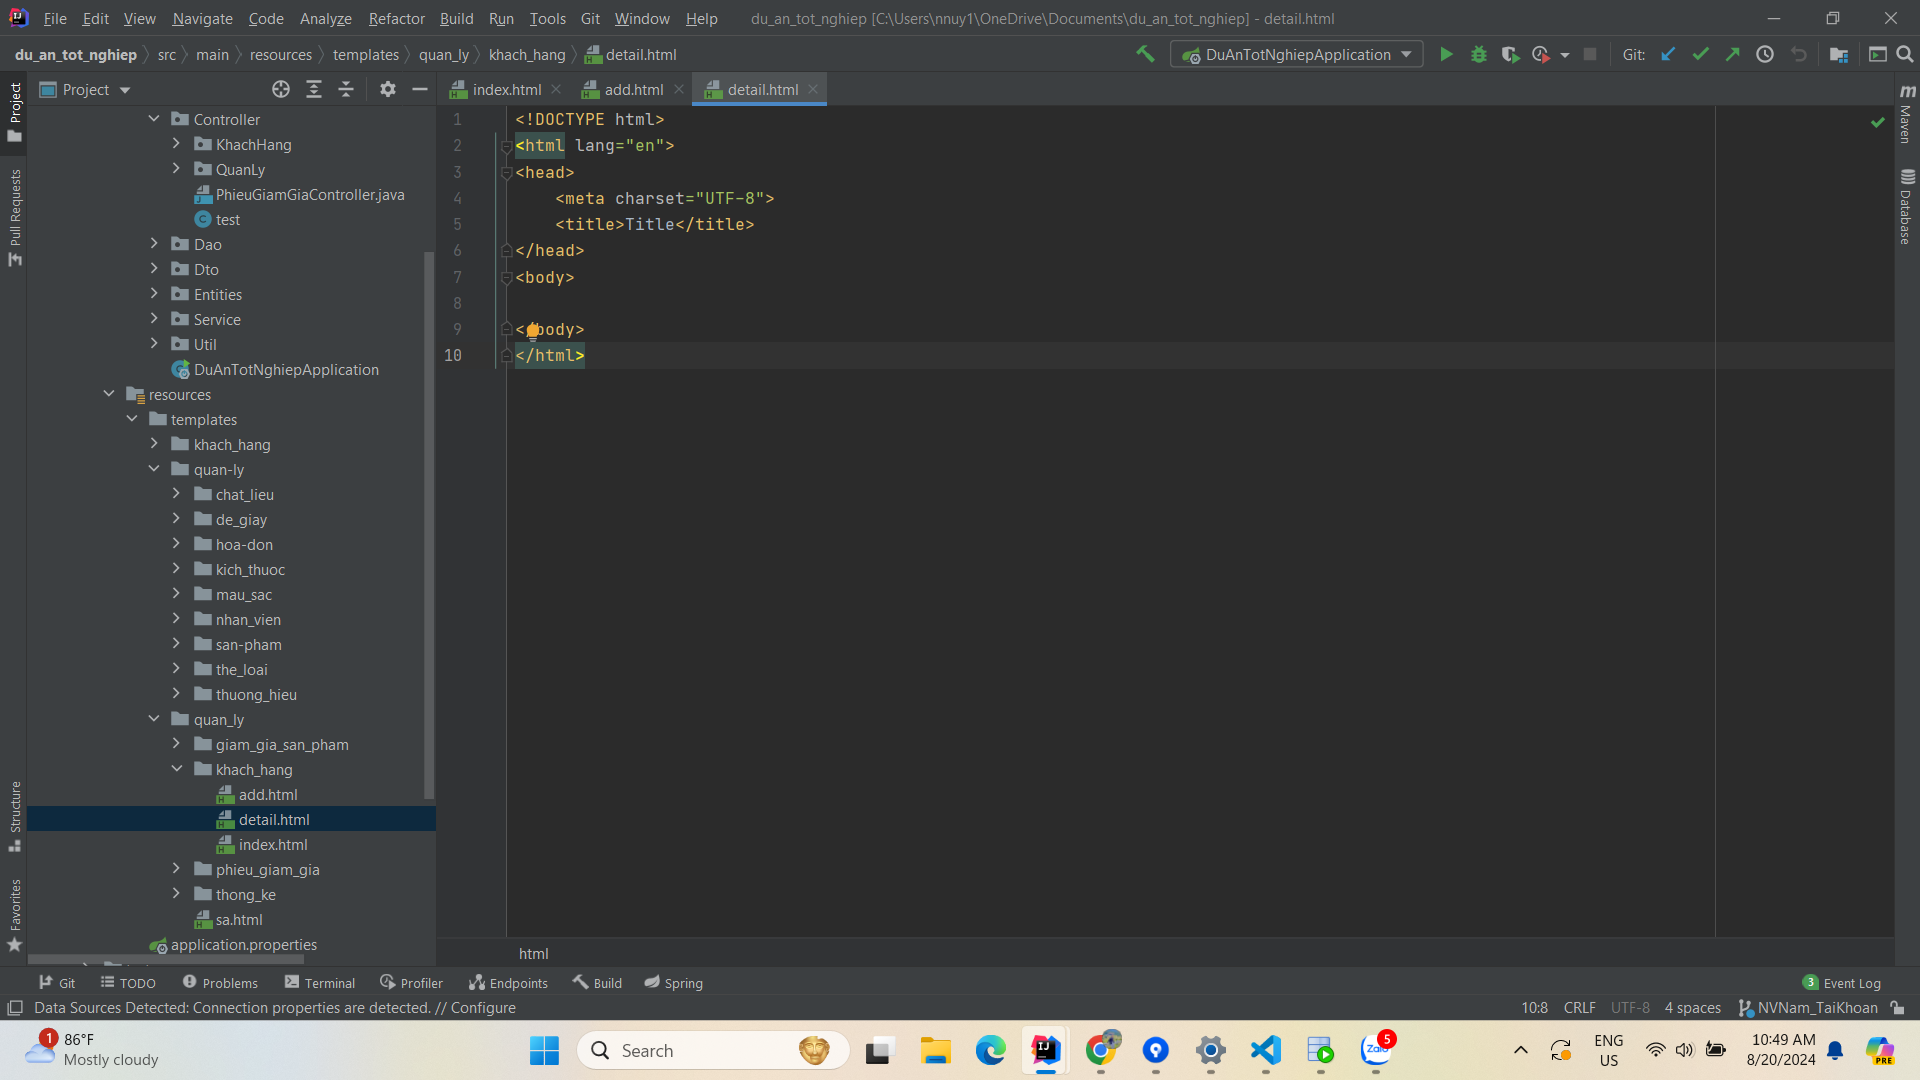 File Edit View Navigate Code Analyze Refactor Build Run Tools Git Window Help du_an_tot_nghiep [C:\Users\nnuy1\OneDrive\Documents\du_an_tot_nghiep] - detail.html
du_an_tot_nghiep src main resources templates quan_ly khach_hang detail.html
DuAnTotNghiepApplication Git:
Project
index.html add.html detail.html
Project
Pull Requests
Structure
Favorites
Maven
Database
Controller
KhachHang
QuanLy
PhieuGiamGiaController.java
test
Dao
Dto
Entities
Service
Util
DuAnTotNghiepApplication
resources
templates
khach_hang
quan-ly
chat_lieu
de_giay
hoa-don
kich_thuoc
mau_sac
nhan_vien
san-pham
the_loai
thuong_hieu
quan_ly
giam_gia_san_pham
khach_hang
add.html
detail.html
index.html
phieu_giam_gia
thong_ke
sa.html
application.properties
1 <!DOCTYPE html>
2 <html lang="en">
3 <head>
4 <meta charset="UTF-8">
5 <title>Title</title>
6 </head>
7 <body>
8
9 </body>
10 </html>
html
Git TODO Problems Terminal Profiler Endpoints Build Spring 3 Event Log
Data Sources Detected: Connection properties are detected. // Configure 10:8 CRLF UTF-8 4 spaces NVNam_TaiKhoan
1 86°F
Mostly cloudy
Search
Zalo 5
ENG
US
10:49 AM
8/20/2024
PRE